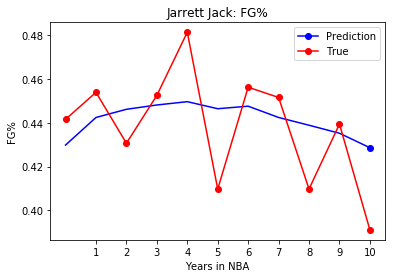 Jarrett Jack: FG%
Prediction
True
0.48
0.46
0.44
0.42
0.40
FG%
1 2 3 4 5 6 7 8 9 10
Years in NBA